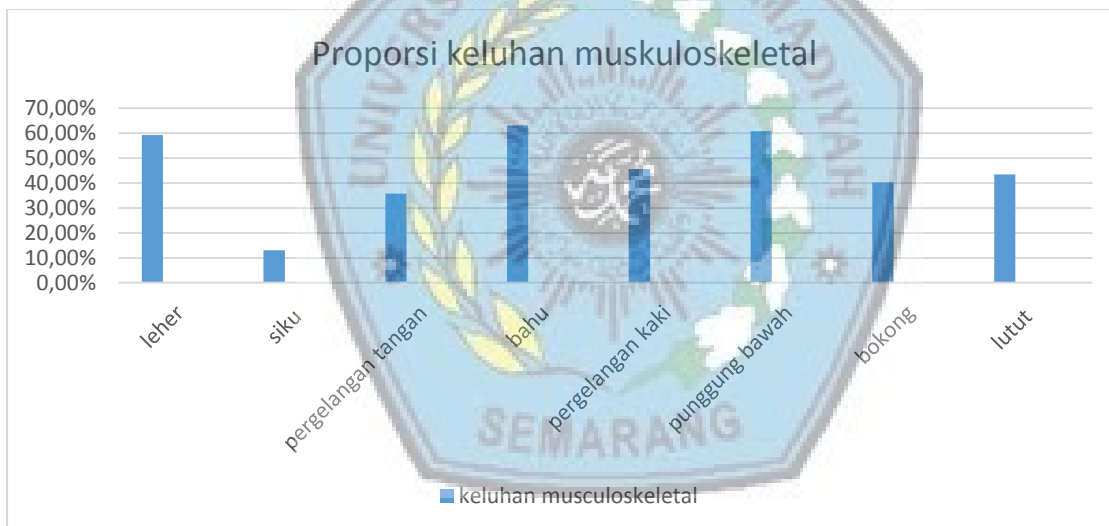 Proporsi keluhan muskuloskeletal
70,00%
60,00%
50,00%
40,00%
30,00%
20,00%
10,00%
0,00%
leher
siku
pergelangan tangan
bahu
pergelangan kaki
punggung bawah
bokong
lutut
keluhan musculoskeletal
SEMARANG